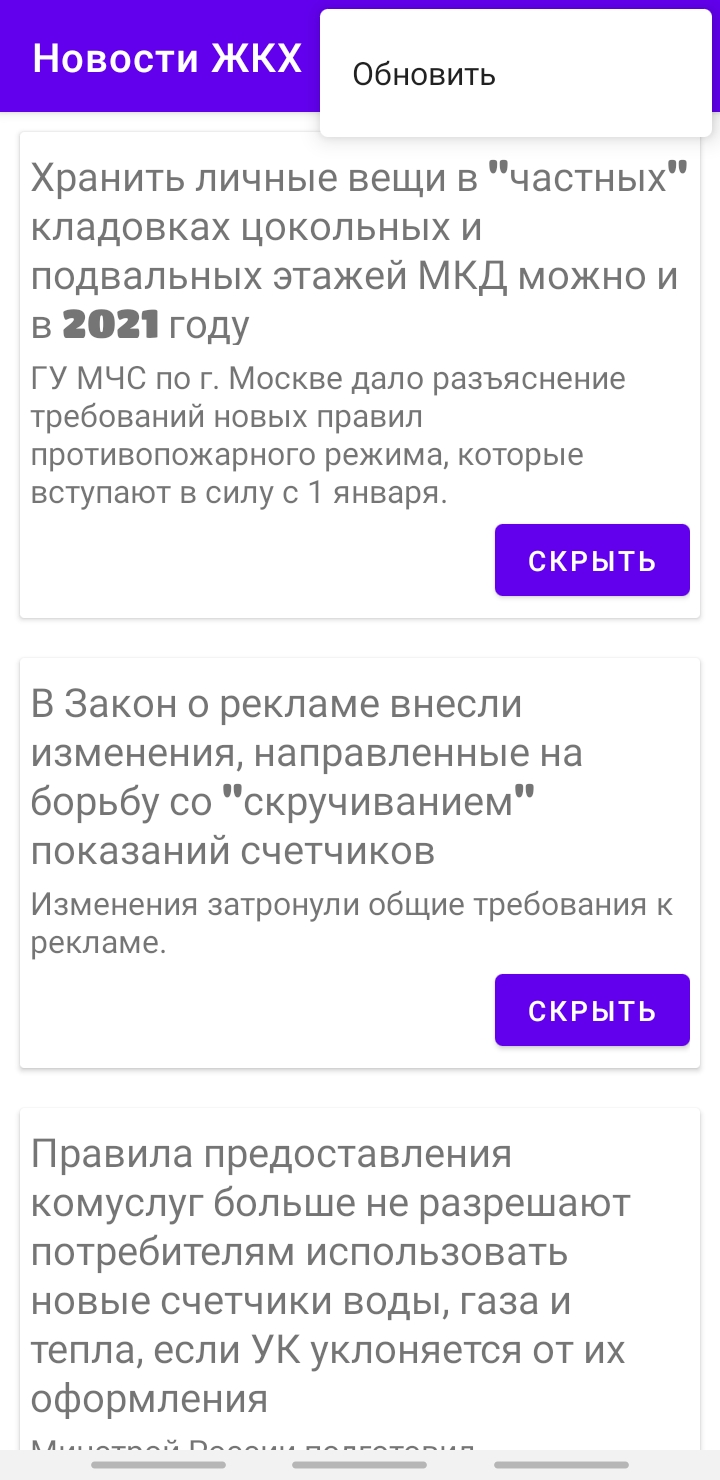 Новости ЖКХ
Обновить
Хранить личные вещи в "частных"
кладовках цокольных и
подвальных этажей МКД можно и
в 2021 году
ГУ МЧС по г. Москве дало разъяснение
требований новых правил
противопожарного режима, которые
вступают в силу с 1 января.
СКРЫТЬ
В Закон о рекламе внесли
изменения, направленные на
борьбу со "скручиванием"
показаний счетчиков
Изменения затронули общие требования к
рекламе.
СКРЫТЬ
Правила предоставления
комуслуг больше не разрешают
потребителям использовать
новые счетчики воды, газа и
тепла, если УК уклоняется от их
оформления
Минстрой России подготовил